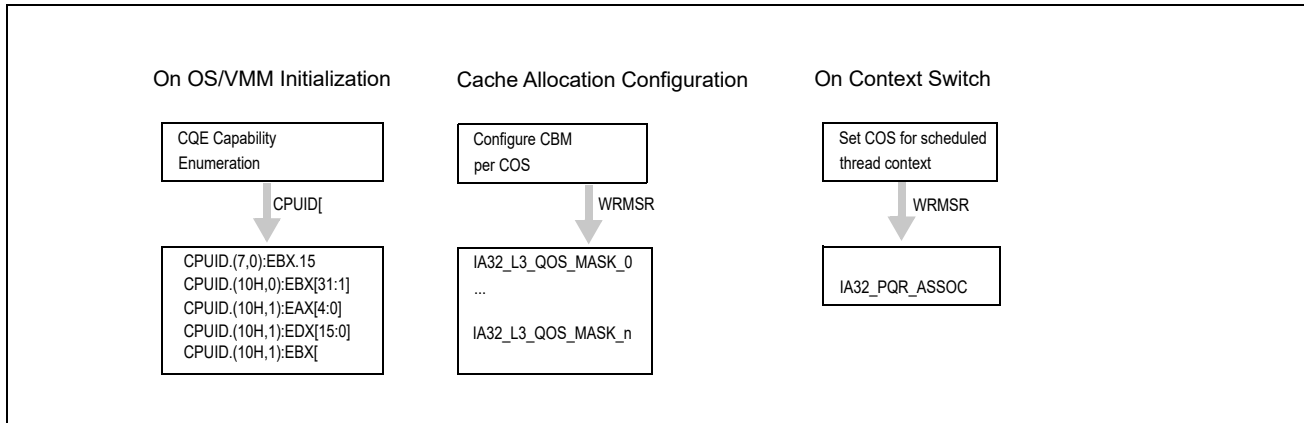 On OS/VMM Initialization
CQE Capability
Enumeration
CPUID[
CPUID.(7,0):EBX.15
CPUID.(10H,0):EBX[31:1]
CPUID.(10H,1):EAX[4:0]
CPUID.(10H,1):EDX[15:0]
CPUID.(10H,1):EBX[
Cache Allocation Configuration
Configure CBM
per COS
WRMSR
IA32_L3_QOS_MASK_0
...
IA32_L3_QOS_MASK_n
On Context Switch
Set COS for scheduled
thread context
WRMSR
IA32_PQR_ASSOC